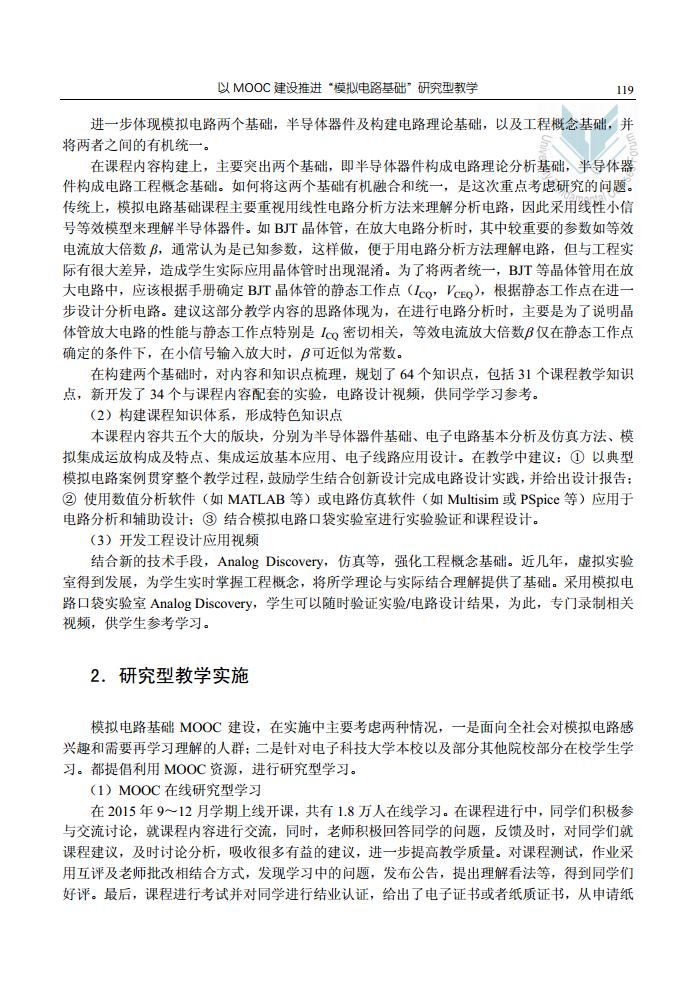 以 MOOC 建设推进“模拟电路基础”研究型教学 119
进一步体现模拟电路两个基础，半导体器件及构建电路理论基础，以及工程概念基础，并
将两者之间的有机统一。
在课程内容构建上，主要突出两个基础，即半导体器件构成电路理论分析基础，半导体器
件构成电路工程概念基础。如何将这两个基础有机融合和统一，是这次重点考虑研究的问题。
传统上，模拟电路基础课程主要重视用线性电路分析方法来理解分析电路，因此采用线性小信
号等效模型来理解半导体器件。如 BJT 晶体管，在放大电路分析时，其中较重要的参数如等效
电流放大倍数 β，通常认为是已知参数，这样做，便于用电路分析方法理解电路，但与工程实
际有很大差异，造成学生实际应用晶体管时出现混淆。为了将两者统一，BJT 等晶体管用在放
大电路中，应该根据手册确定 BJT 晶体管的静态工作点（ICQ，VCEQ），根据静态工作点在进一
步设计分析电路。建议这部分教学内容的思路体现为，在进行电路分析时，主要是为了说明晶
体管放大电路的性能与静态工作点特别是 ICQ 密切相关，等效电流放大倍数β仅在静态工作点
确定的条件下，在小信号输入放大时，β可近似为常数。
在构建两个基础时，对内容和知识点梳理，规划了 64 个知识点，包括 31 个课程教学知识
点，新开发了 34 个与课程内容配套的实验，电路设计视频，供同学学习参考。
（2）构建课程知识体系，形成特色知识点
本课程内容共五个大的版块，分别为半导体器件基础、电子电路基本分析及仿真方法、模
拟集成运放构成及特点、集成运放基本应用、电子线路应用设计。在教学中建议：① 以典型
模拟电路案例贯穿整个教学过程，鼓励学生结合创新设计完成电路设计实践，并给出设计报告；
② 使用数值分析软件（如 MATLAB 等）或电路仿真软件（如 Multisim 或 PSpice 等）应用于
电路分析和辅助设计；③ 结合模拟电路口袋实验室进行实验验证和课程设计。
（3）开发工程设计应用视频
结合新的技术手段，Analog Discovery，仿真等，强化工程概念基础。近几年，虚拟实验
室得到发展，为学生实时掌握工程概念，将所学理论与实际结合理解提供了基础。采用模拟电
路口袋实验室 Analog Discovery，学生可以随时验证实验/电路设计结果，为此，专门录制相关
视频，供学生参考学习。
2．研究型教学实施
模拟电路基础 MOOC 建设，在实施中主要考虑两种情况，一是面向全社会对模拟电路感
兴趣和需要再学习理解的人群；二是针对电子科技大学本校以及部分其他院校部分在校学生学
习。都提倡利用 MOOC 资源，进行研究型学习。
（1）MOOC 在线研究型学习
在 2015 年 9～12 月学期上线开课，共有 1.8 万人在线学习。在课程进行中，同学们积极参
与交流讨论，就课程内容进行交流，同时，老师积极回答同学的问题，反馈及时，对同学们就
课程建议，及时讨论分析，吸收很多有益的建议，进一步提高教学质量。对课程测试，作业采
用互评及老师批改相结合方式，发现学习中的问题，发布公告，提出理解看法等，得到同学们
好评。最后，课程进行考试并对同学进行结业认证，给出了电子证书或者纸质证书，从申请纸